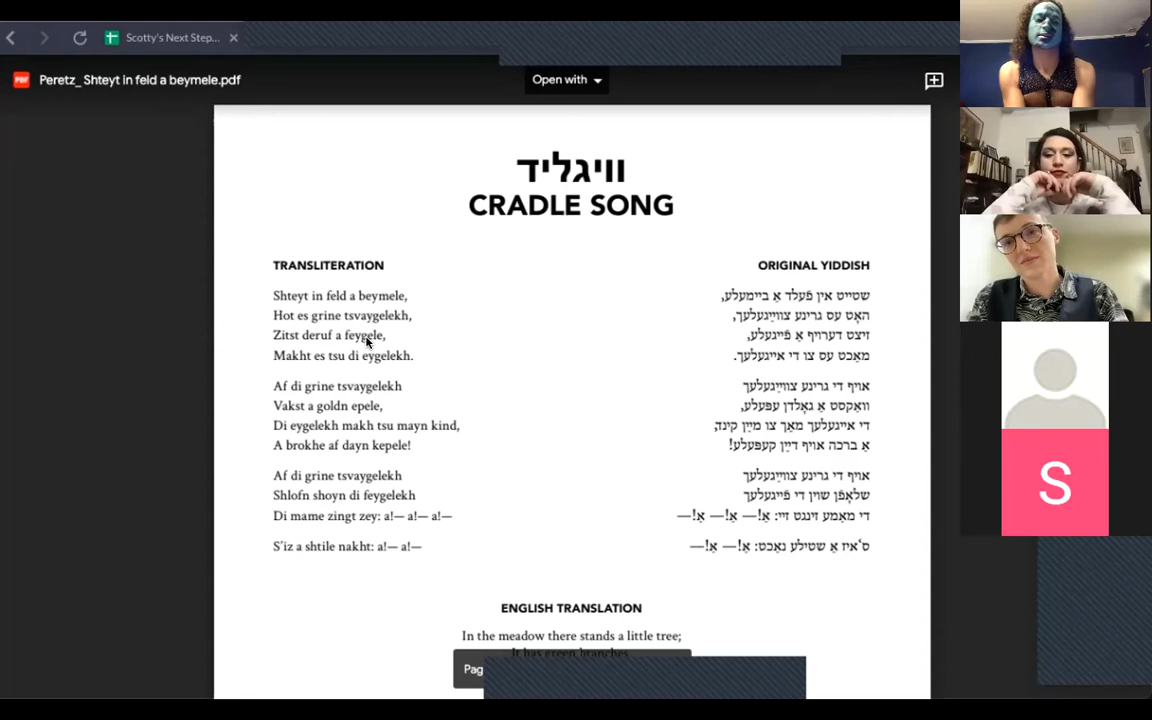 Scotty's Next Step...
Peretz_ Shteyt in feld a beymele.pdf
Open with
וויגליד
CRADLE SONG
TRANSLITERATION
Shteyt in feld a beymele,
Hot es grine tsvaygelekh,
Zitst deruf a feygele,
Makht es tsu di eygelekh.
Af di grine tsvaygelekh
Vakst a goldn epele,
Di eygelekh makh tsu mayn kind,
A brokhe af dayn kepele!
Af di grine tsvaygelekh
Shlofn shoyn di feygelekh
Di mame zingt zey: a!— a!— a!—
S'iz a shtile nakht: a!— a!—
ORIGINAL YIDDISH
שטייט אין פֿעלד אַ ביימעלע,
האָט עס גרינע צווײַגעלעך,
זיצט דערויף אַ פֿייגעלע,
מאַכט עס צו די אייגעלעך.
אויף די גרינע צווײַגעלעך
וואַקסט אַ גאָלדן עפּעלע,
די אייגעלעך מאַך צו מײַן קינד,
אַ ברכה אויף דײַן קעפּעלע!
אויף די גרינע צווײַגעלעך
שלאָפֿן שוין די פֿייגעלעך
די מאַמע זינגט זיי: אַ!— אַ!— אַ!—
ס'איז אַ שטילע נאַכט: אַ!— אַ!—
ENGLISH TRANSLATION
In the meadow there stands a little tree;
It has green branches
Pag
S